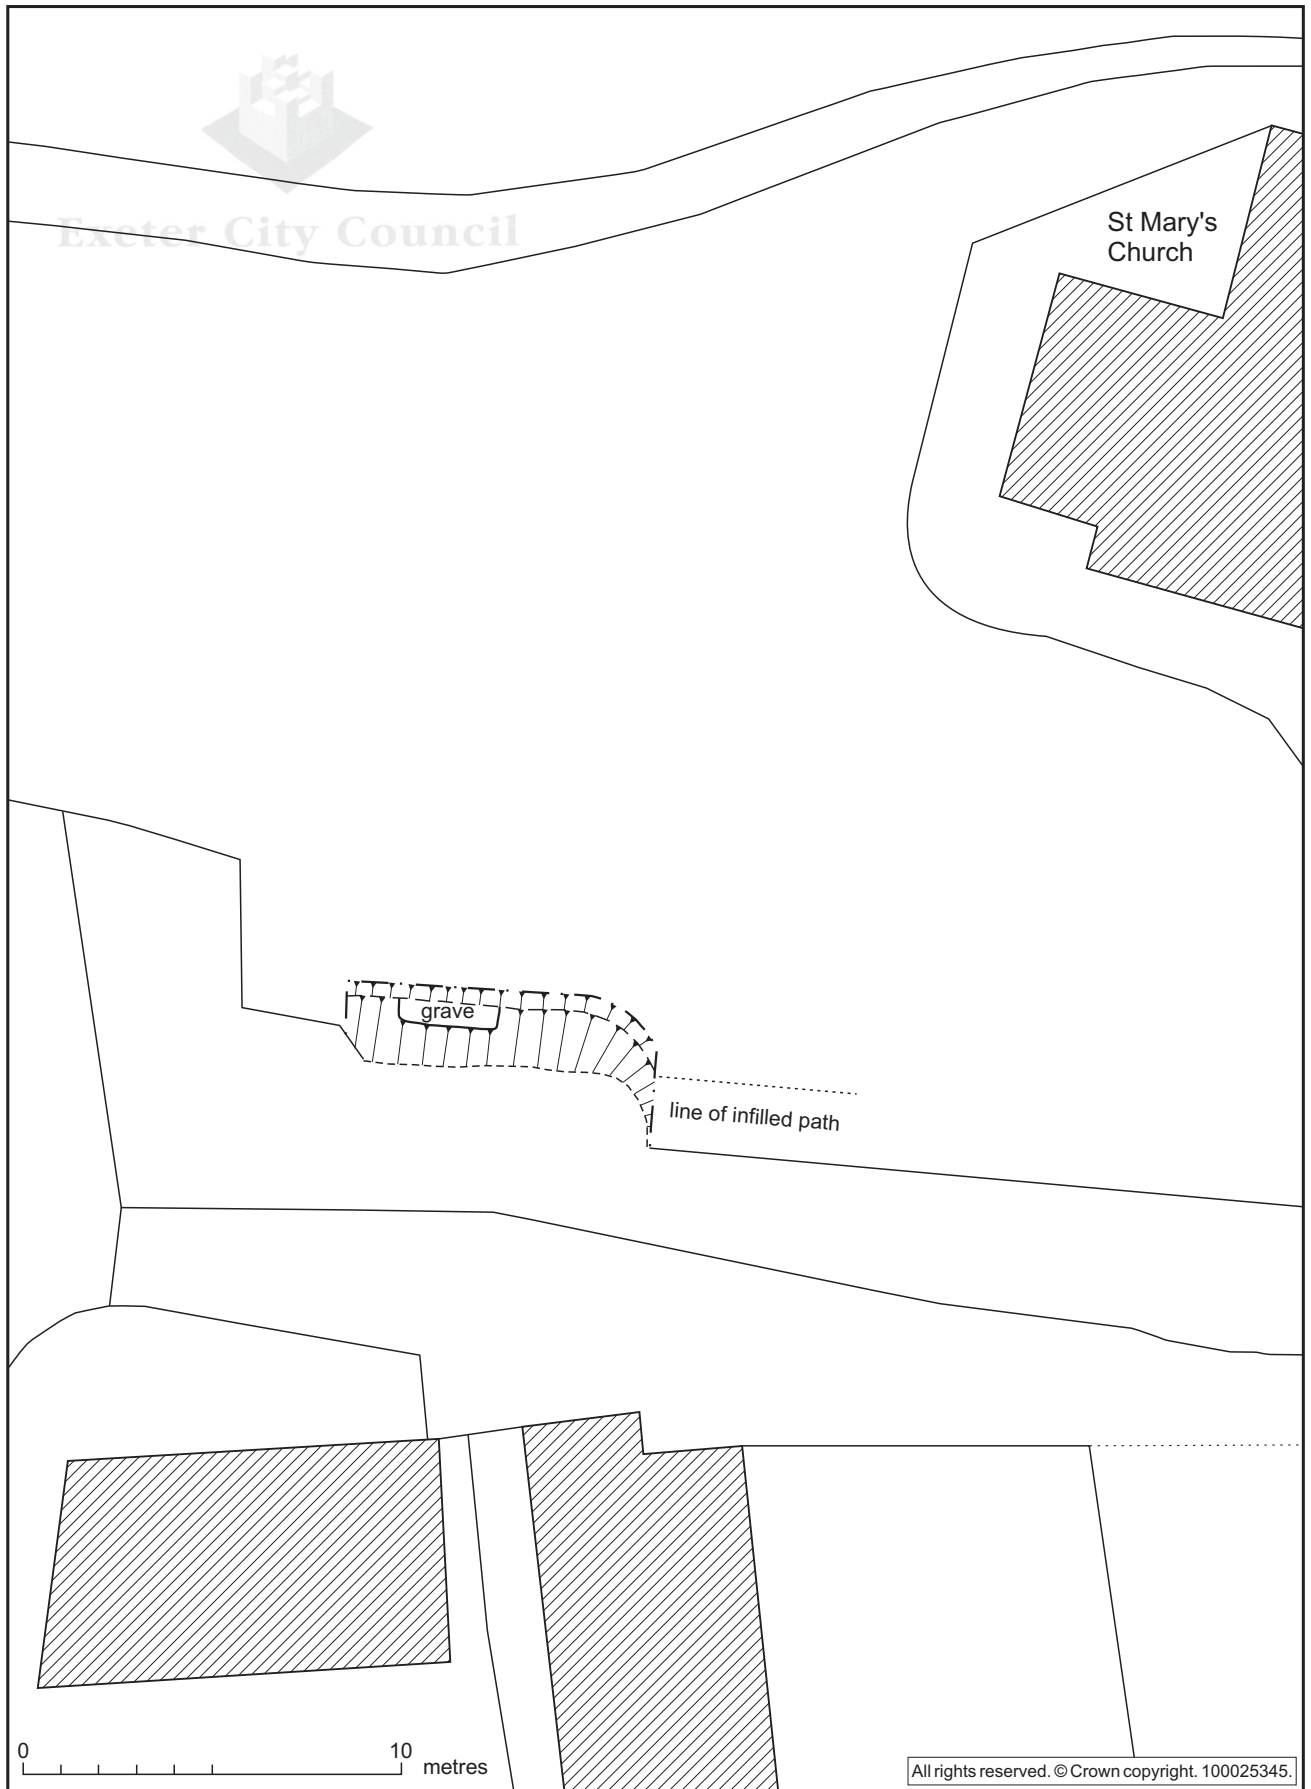 Exeter City Council
St Mary's
Church
grave
line of infilled path
0
10
metres
All rights reserved. © Crown copyright. 100025345.